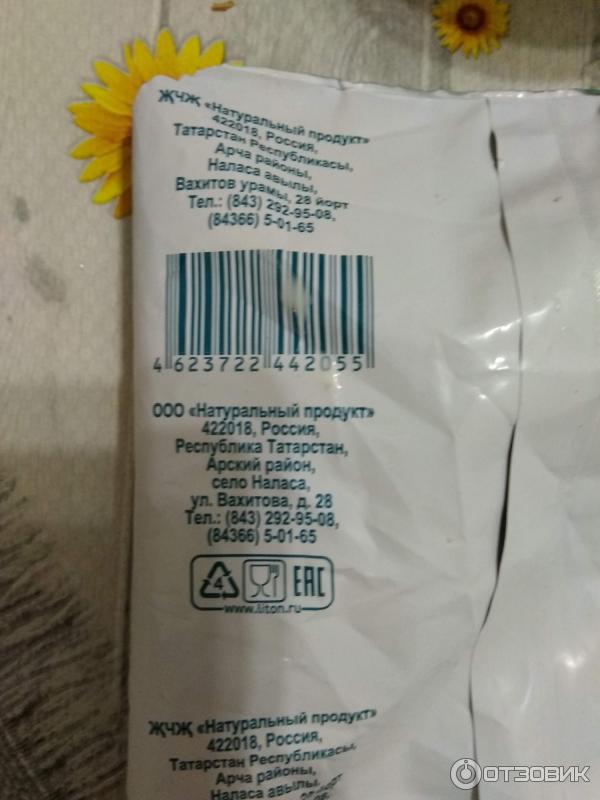 ҖЧҖ «Натуральный продукт»
422018, Россия,
Татарстан Республикасы,
Арча районы,
Наласа авылы,
Вахитов урамы, 28 йорт
Тел.: (843) 292-95-08,
(84366) 5-01-65
4 623722 442055
ООО «Натуральный продукт»
422018, Россия,
Республика Татарстан,
Арский район,
село Наласа,
ул. Вахитова, д. 28
Тел.: (843) 292-95-08,
(84366) 5-01-65
4 EAC
www.liton.ru
ҖЧҖ «Натуральный продукт»
422018, Россия,
Татарстан Республикасы,
Арча районы,
Наласа авылы,
ОТЗОВИК